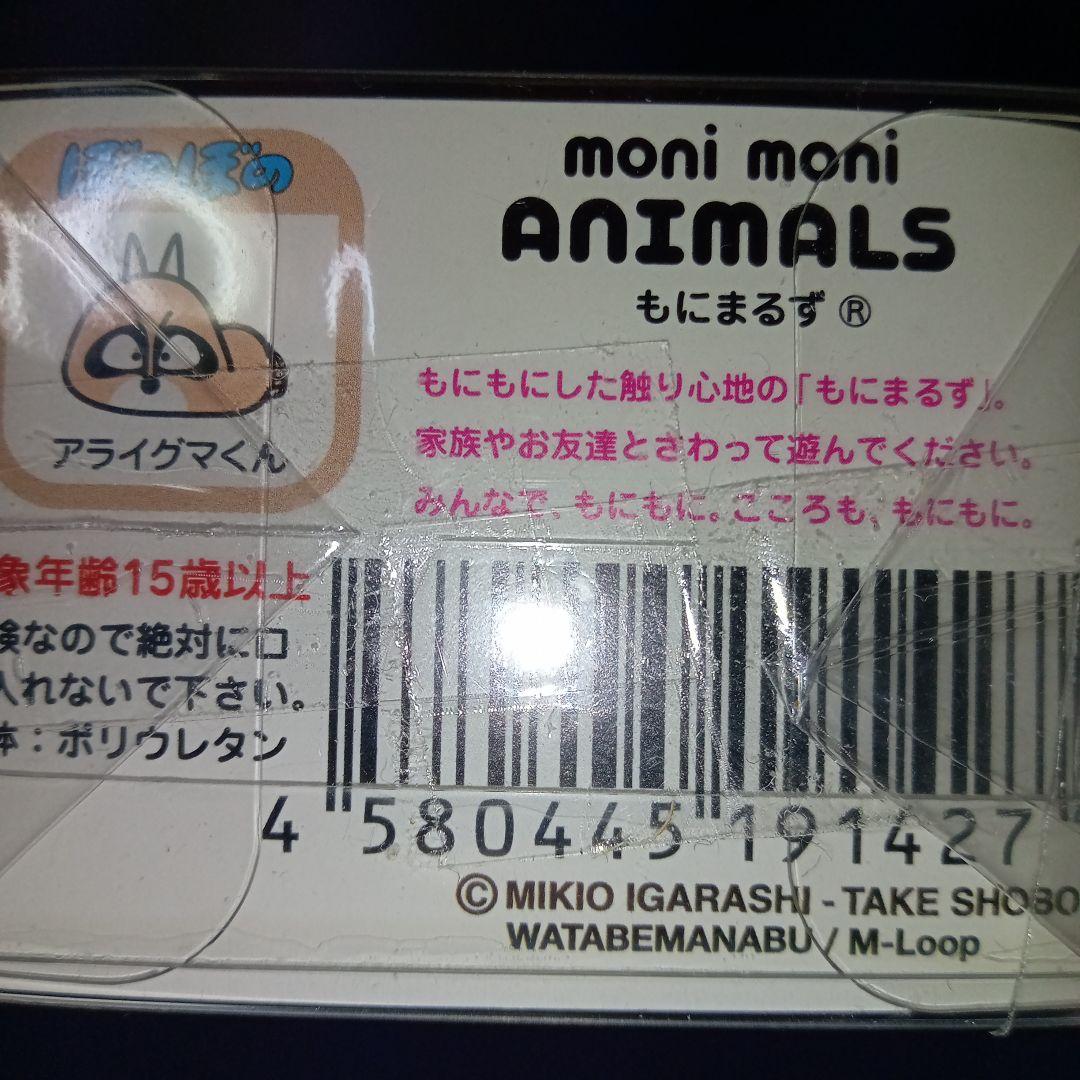 ぼのぼの
アライグマくん
moni moni
ANIMALS
もにまるず ®
もにもにした触り心地の「もにまるず」。
家族やお友達とさわって遊んでください。
みんなで、もにもに。こころも、もにもに。
象年齢15歳以上
険なので絶対に口
入れないで下さい。
体：ポリウレタン
4 580445 191427
© MIKIO IGARASHI - TAKE SHOBO
WATABEMANABU / M-Loop